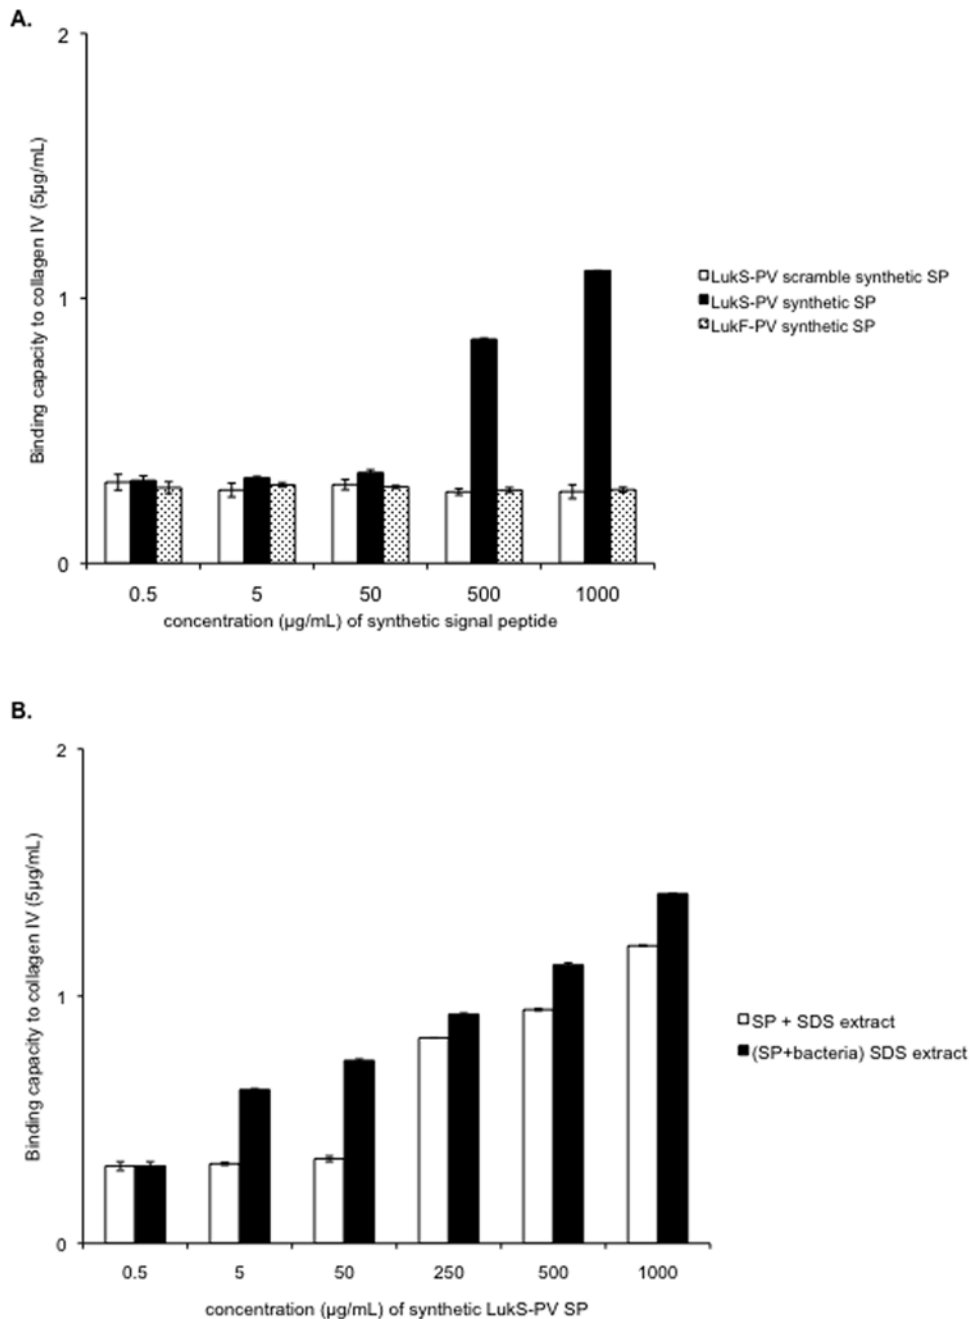 A.
2
1
0
Binding capacity to collagen IV (5µg/mL)
0.5 5 50 500 1000
concentration (µg/mL) of synthetic signal peptide
LukS-PV scramble synthetic SP
LukS-PV synthetic SP
LukF-PV synthetic SP
B.
2
1
0
Binding capacity to collagen IV (5µg/mL)
0.5 5 50 250 500 1000
concentration (µg/mL) of synthetic LukS-PV SP
SP + SDS extract
(SP+bacteria) SDS extract